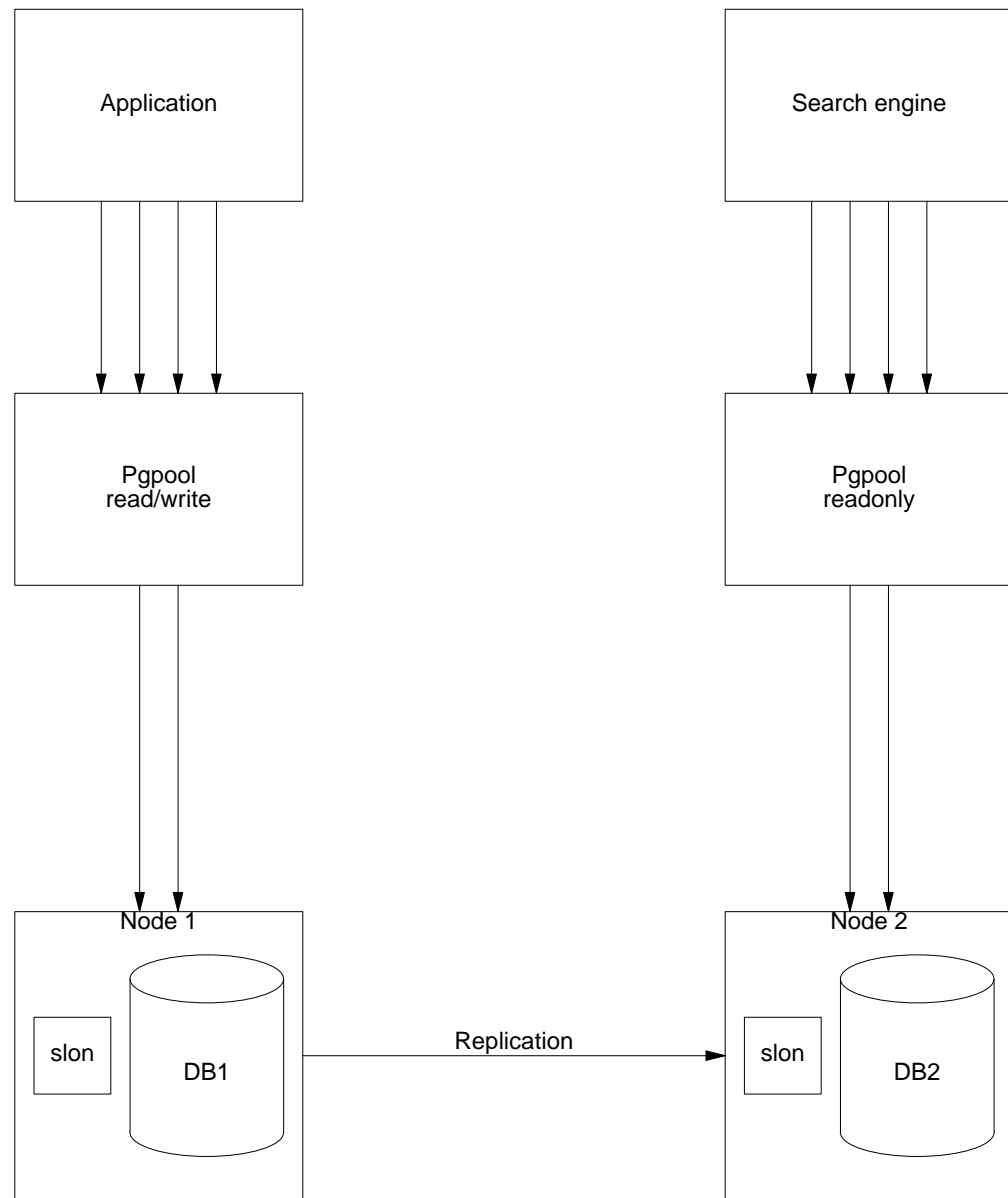 Application
Search engine
Pgpool
read/write
Pgpool
readonly
Node 1
Node 2
slon
DB1
Replication
slon
DB2